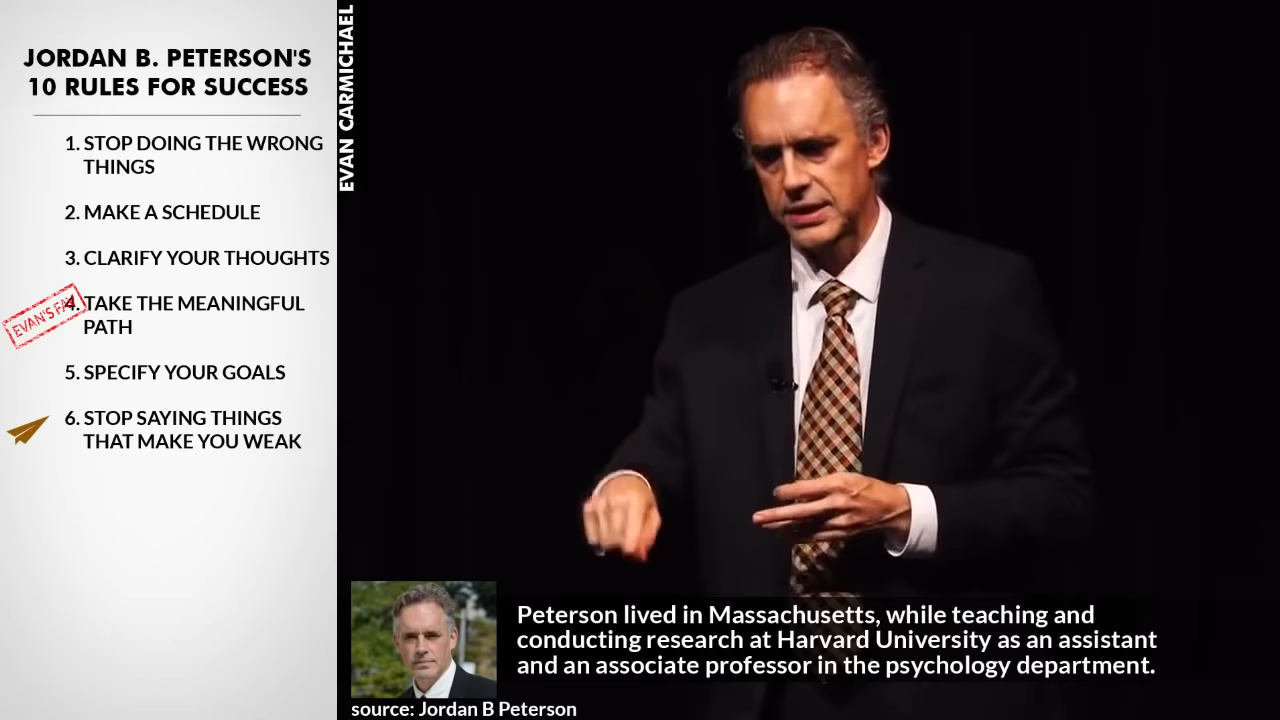 JORDAN B. PETERSON'S
10 RULES FOR SUCCESS
1. STOP DOING THE WRONG
THINGS
2. MAKE A SCHEDULE
3. CLARIFY YOUR THOUGHTS
4. TAKE THE MEANINGFUL
PATH
EVAN'S
5. SPECIFY YOUR GOALS
6. STOP SAYING THINGS
THAT MAKE YOU WEAK
EVAN CARMICHAEL
Peterson lived in Massachusetts, while teaching and
conducting research at Harvard University as an assistant
and an associate professor in the psychology department.
source: Jordan B Peterson